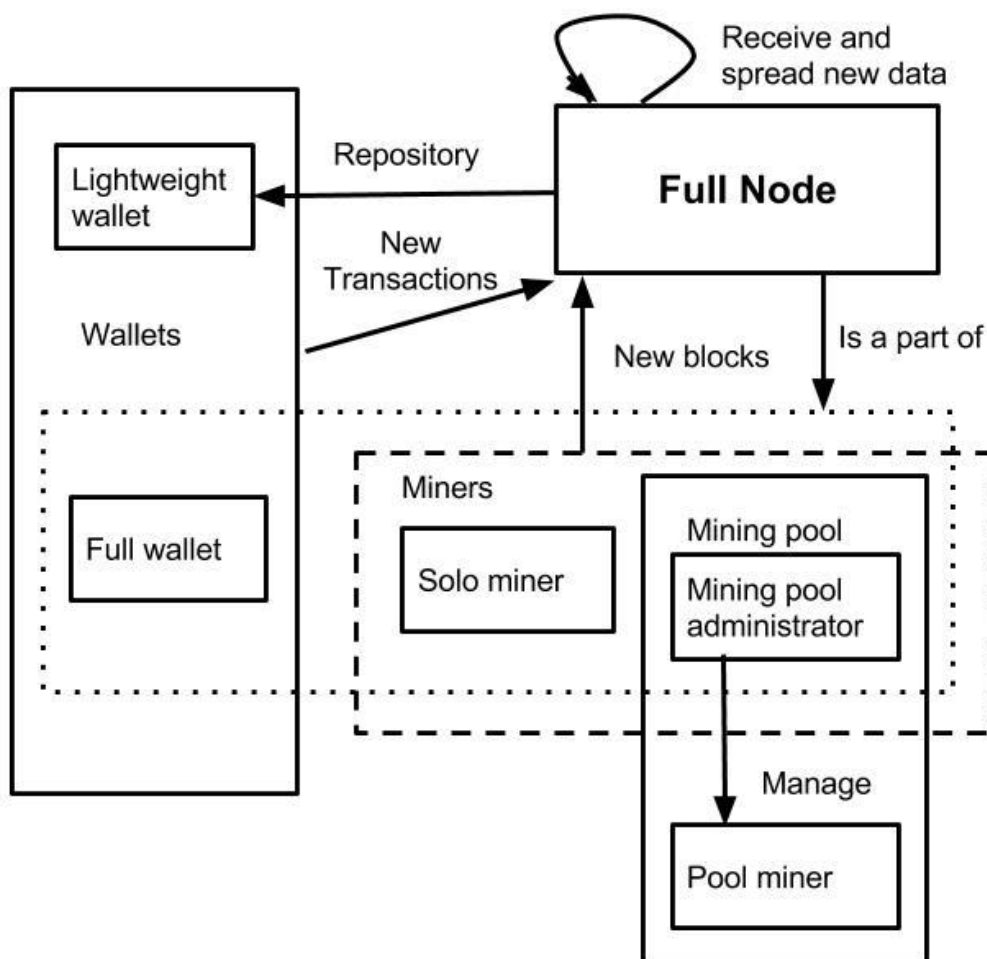 Receive and
spread new data
Full Node
Repository
Lightweight
wallet
New
Transactions
Wallets
New blocks
Is a part of
Miners
Full wallet
Solo miner
Mining pool
Mining pool
administrator
Manage
Pool miner